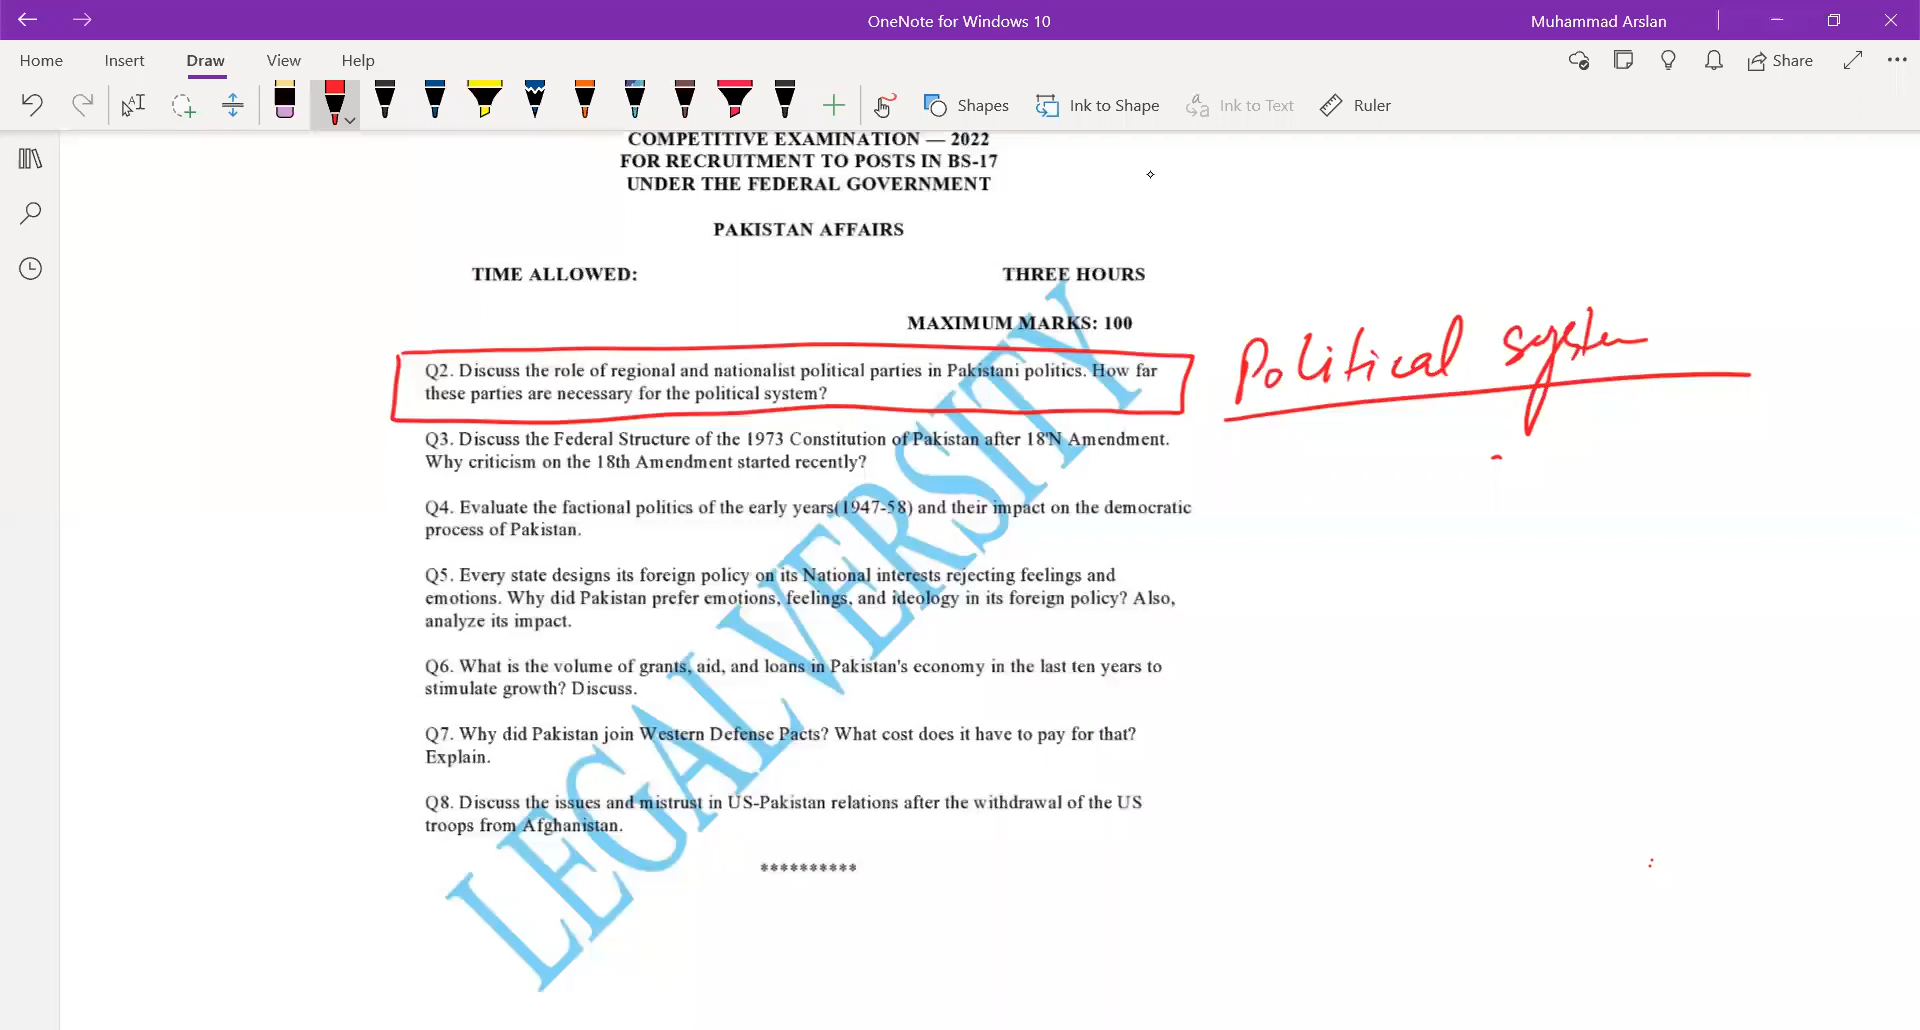 OneNote for Windows 10
Muhammad Arslan
Home Insert Draw View Help
Share
Shapes Ink to Shape Ink to Text Ruler
COMPETITIVE EXAMINATION — 2022
FOR RECRUITMENT TO POSTS IN BS-17
UNDER THE FEDERAL GOVERNMENT
PAKISTAN AFFAIRS
TIME ALLOWED: THREE HOURS
MAXIMUM MARKS: 100
Q2. Discuss the role of regional and nationalist political parties in Pakistani politics. How far
these parties are necessary for the political system?
Political system
Q3. Discuss the Federal Structure of the 1973 Constitution of Pakistan after 18'N Amendment.
Why criticism on the 18th Amendment started recently?
Q4. Evaluate the factional politics of the early years(1947-58) and their impact on the democratic
process of Pakistan.
Q5. Every state designs its foreign policy on its National interests rejecting feelings and
emotions. Why did Pakistan prefer emotions, feelings, and ideology in its foreign policy? Also,
analyze its impact.
Q6. What is the volume of grants, aid, and loans in Pakistan's economy in the last ten years to
stimulate growth? Discuss.
Q7. Why did Pakistan join Western Defense Pacts? What cost does it have to pay for that?
Explain.
Q8. Discuss the issues and mistrust in US-Pakistan relations after the withdrawal of the US
troops from Afghanistan.
**********
LEGALVERSITY